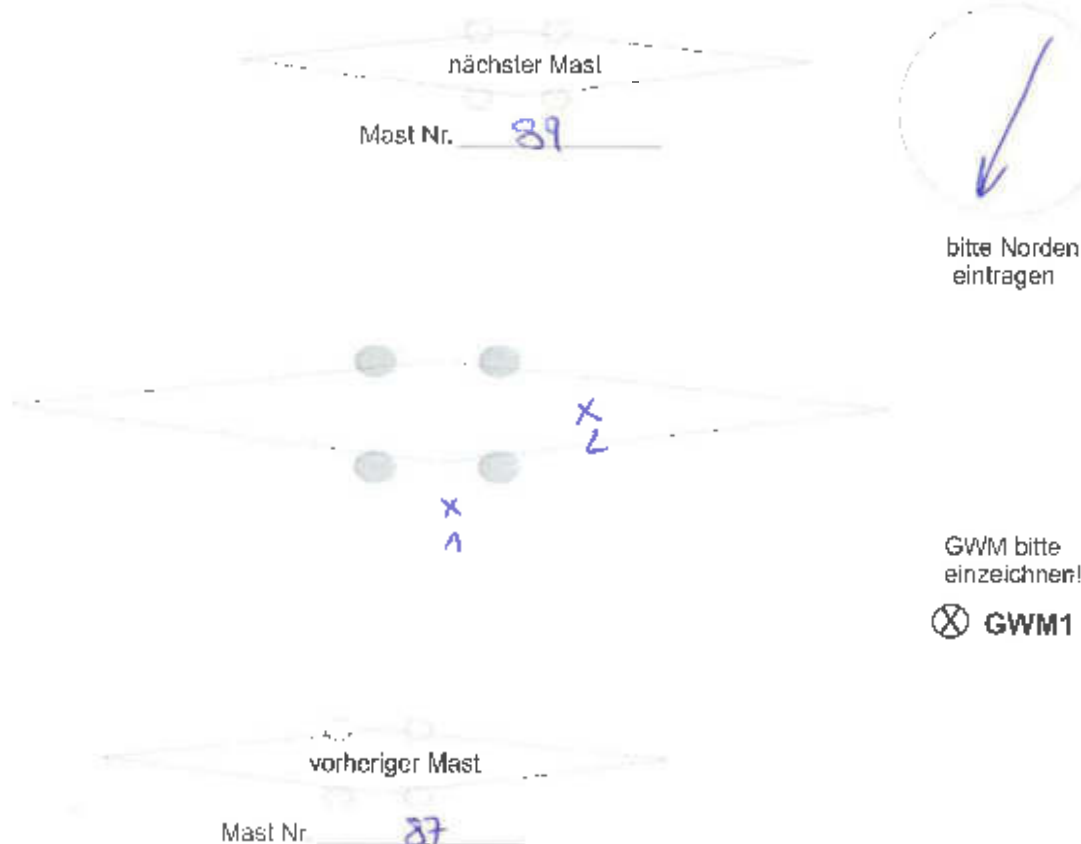 nächster Mast
Mast Nr. 89
bitte Norden
eintragen
X
2
X
1
GWM bitte
einzeichnen!
X GWM1
vorheriger Mast
Mast Nr 87